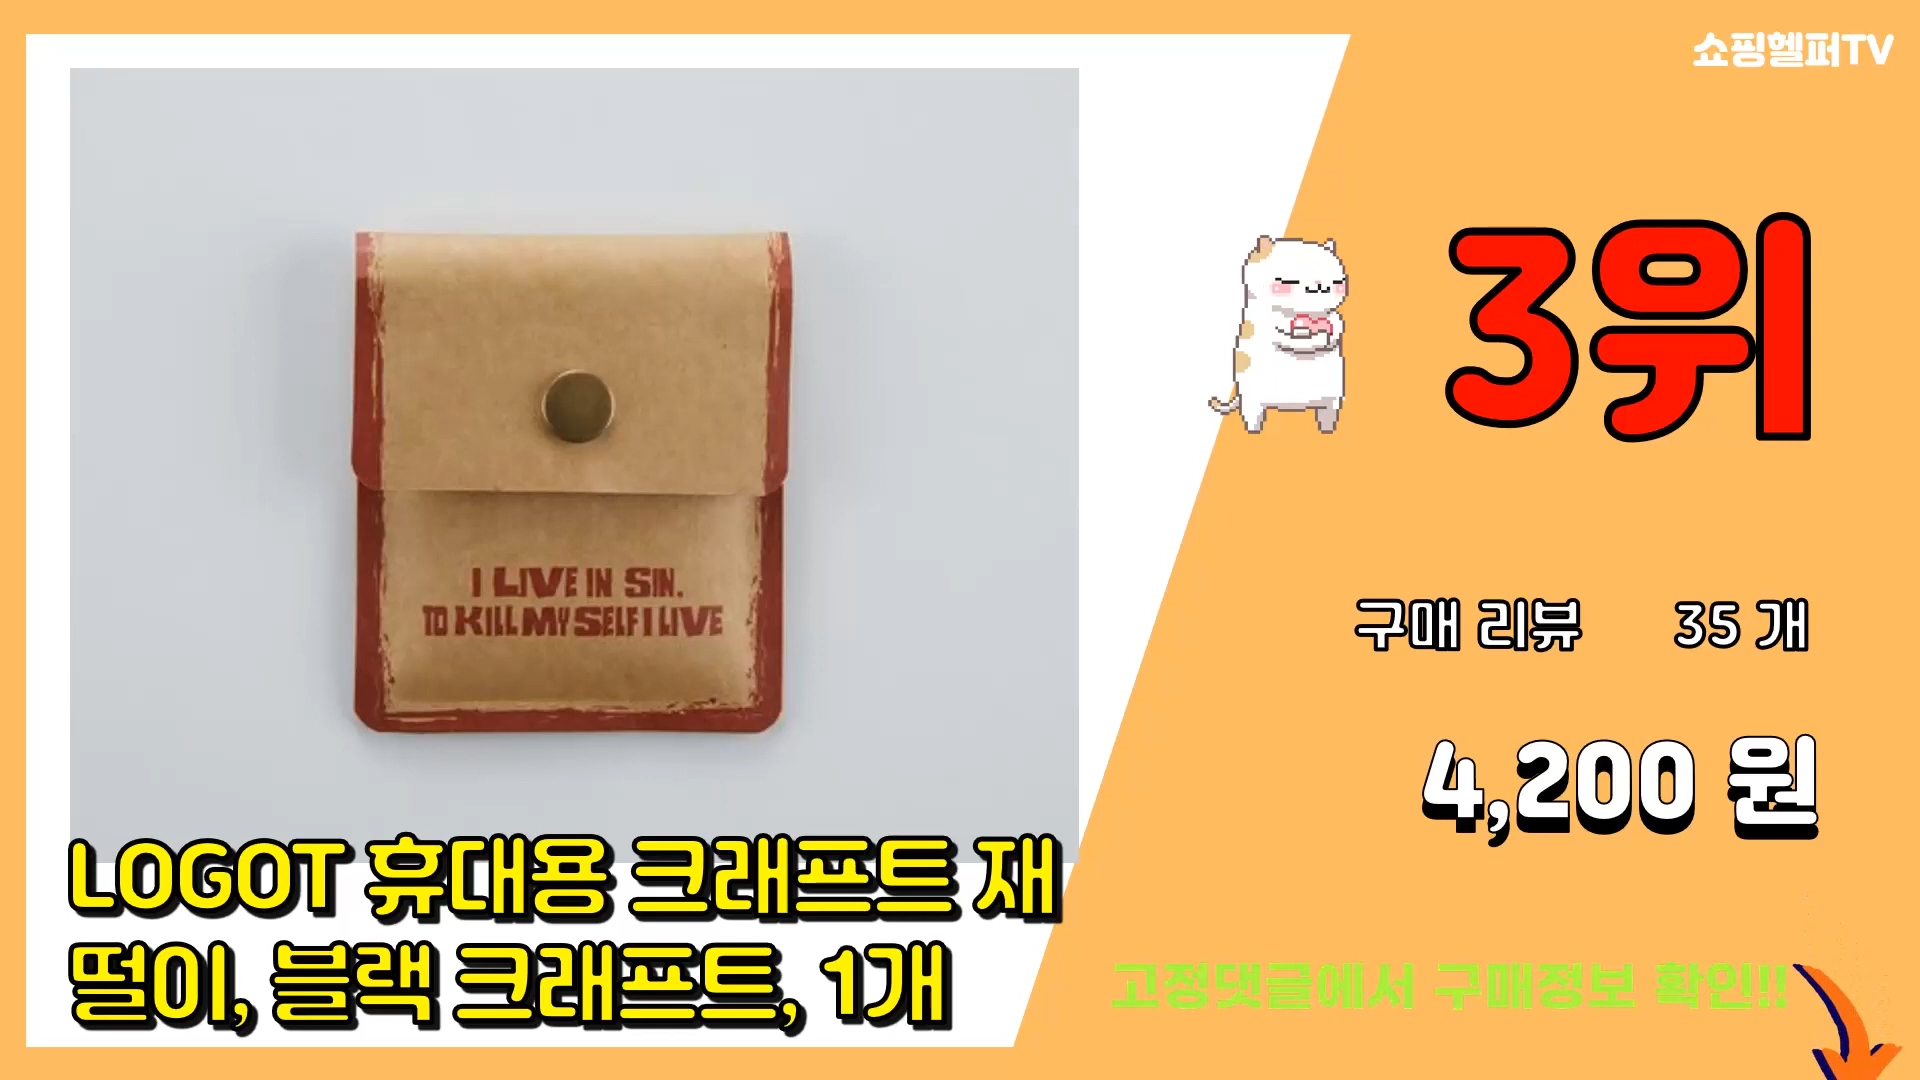 쇼핑헬퍼TV
3위
I LIVE IN SIN.
TO KILL MYSELF I LIVE
구매 리뷰 35 개
4,200 원
LOGOT 휴대용 크래프트 재
떨이, 블랙 크래프트, 1개
고정댓글에서 구매정보 확인!!